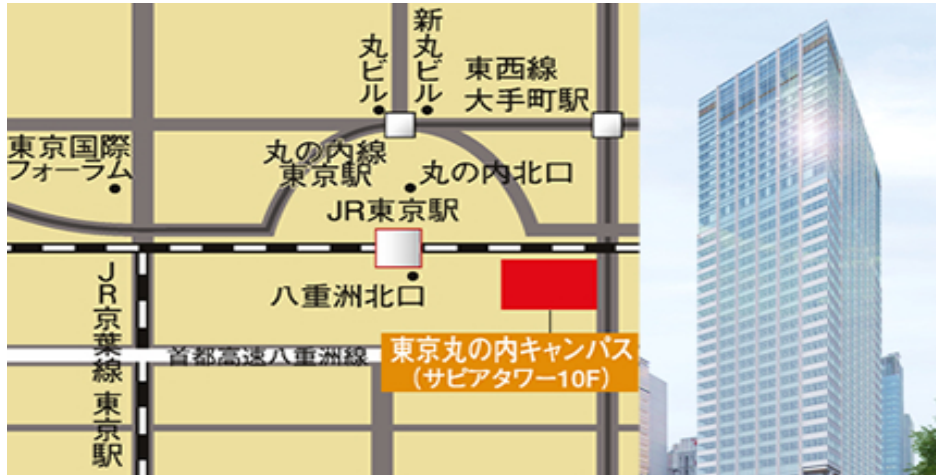 丸ビル
新丸ビル
東西線
大手町駅
東京国際
フォーラム
丸の内線
東京駅
丸の内北口
JR東京駅
八重洲北口
JR京葉線 東京駅
首都高速八重洲線
東京丸の内キャンパス
（サピアタワー10F）